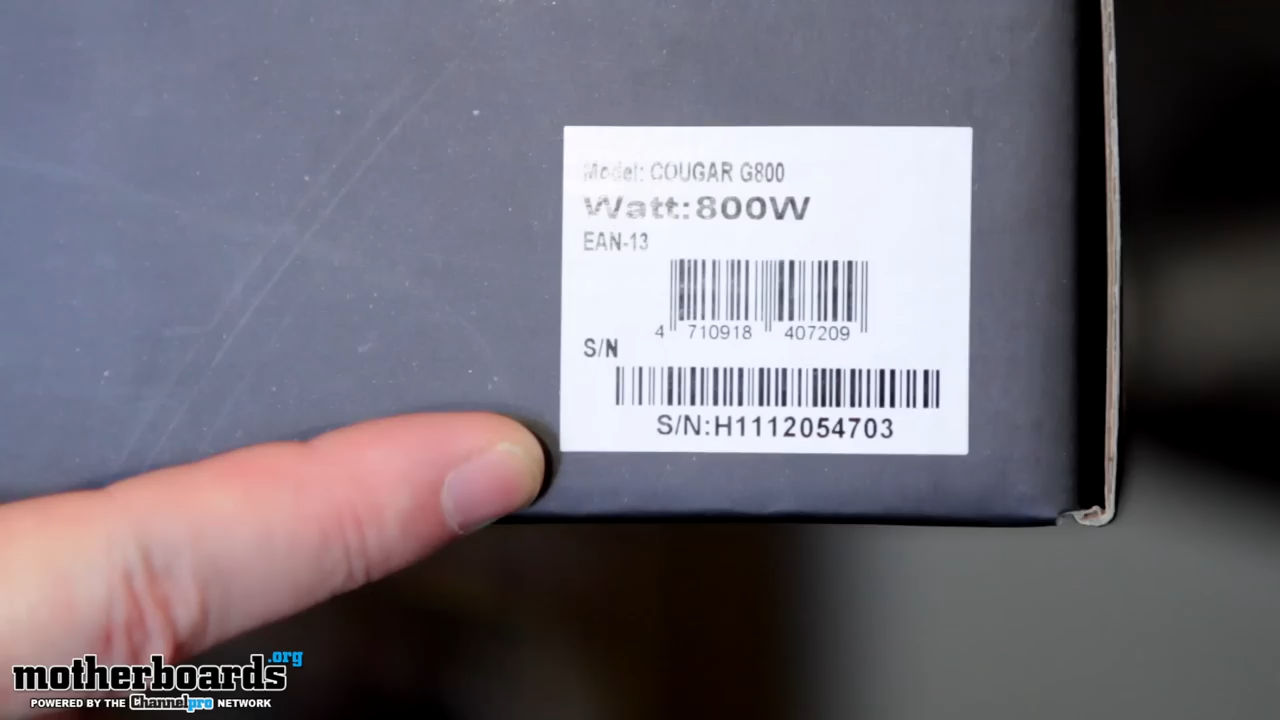 Model: COUGAR G800
Watt:800W
EAN-13
4 710918 407209
S/N
S/N:H1112054703
motherboards.org
POWERED BY THE Channelpro NETWORK